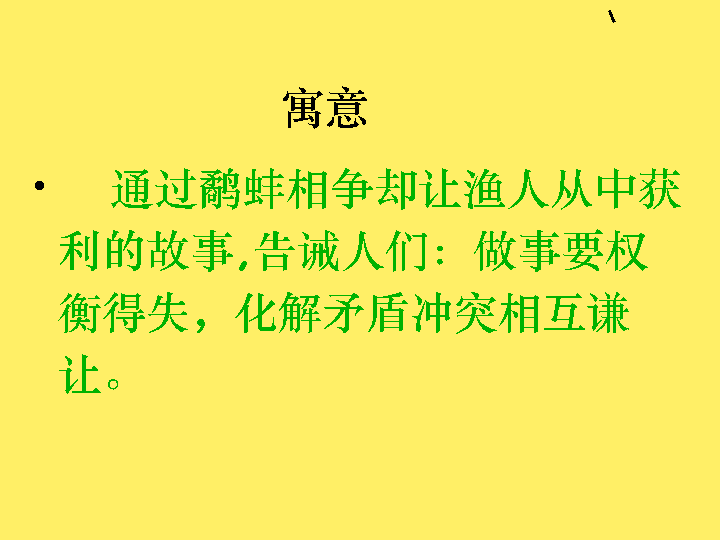 寓意
• 通过鹬蚌相争却让渔人从中获
利的故事,告诫人们：做事要权
衡得失，化解矛盾冲突相互谦
让。